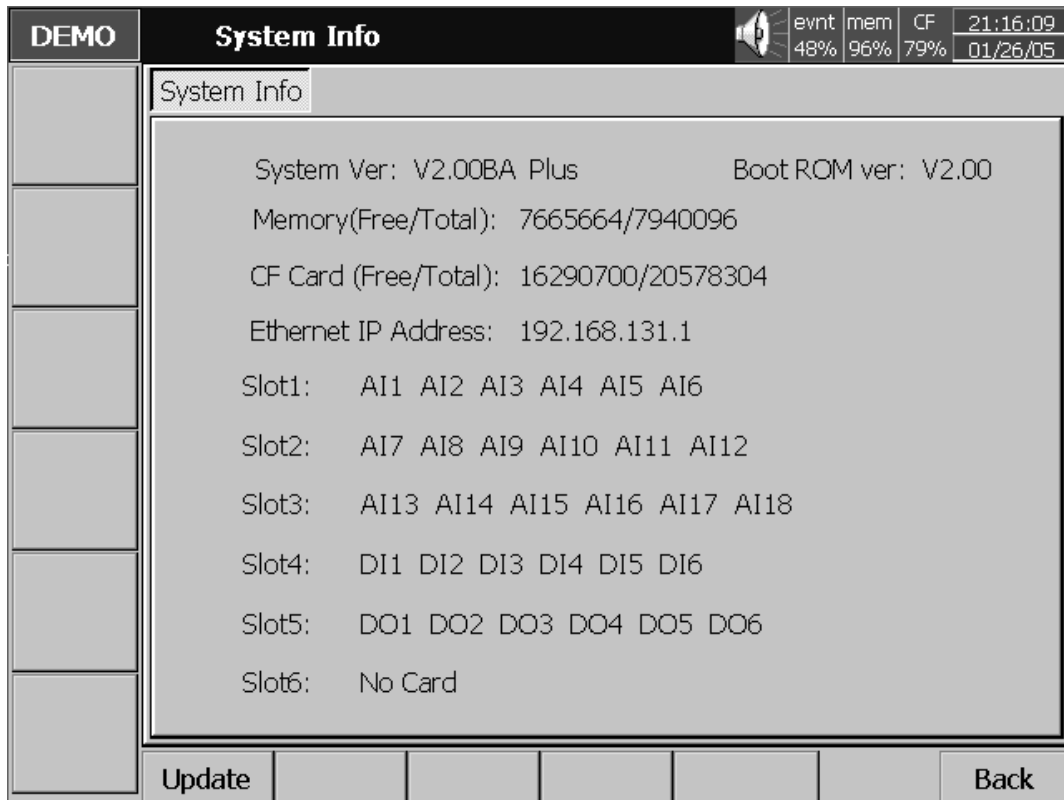 DEMO System Info evnt mem CF 21:16:09
48% 96% 79% 01/26/05
System Info
System Ver: V2.00BA Plus Boot ROM ver: V2.00
Memory(Free/Total): 7665664/7940096
CF Card (Free/Total): 16290700/20578304
Ethernet IP Address: 192.168.131.1
Slot1: AI1 AI2 AI3 AI4 AI5 AI6
Slot2: AI7 AI8 AI9 AI10 AI11 AI12
Slot3: AI13 AI14 AI15 AI16 AI17 AI18
Slot4: DI1 DI2 DI3 DI4 DI5 DI6
Slot5: DO1 DO2 DO3 DO4 DO5 DO6
Slot6: No Card
Update Back